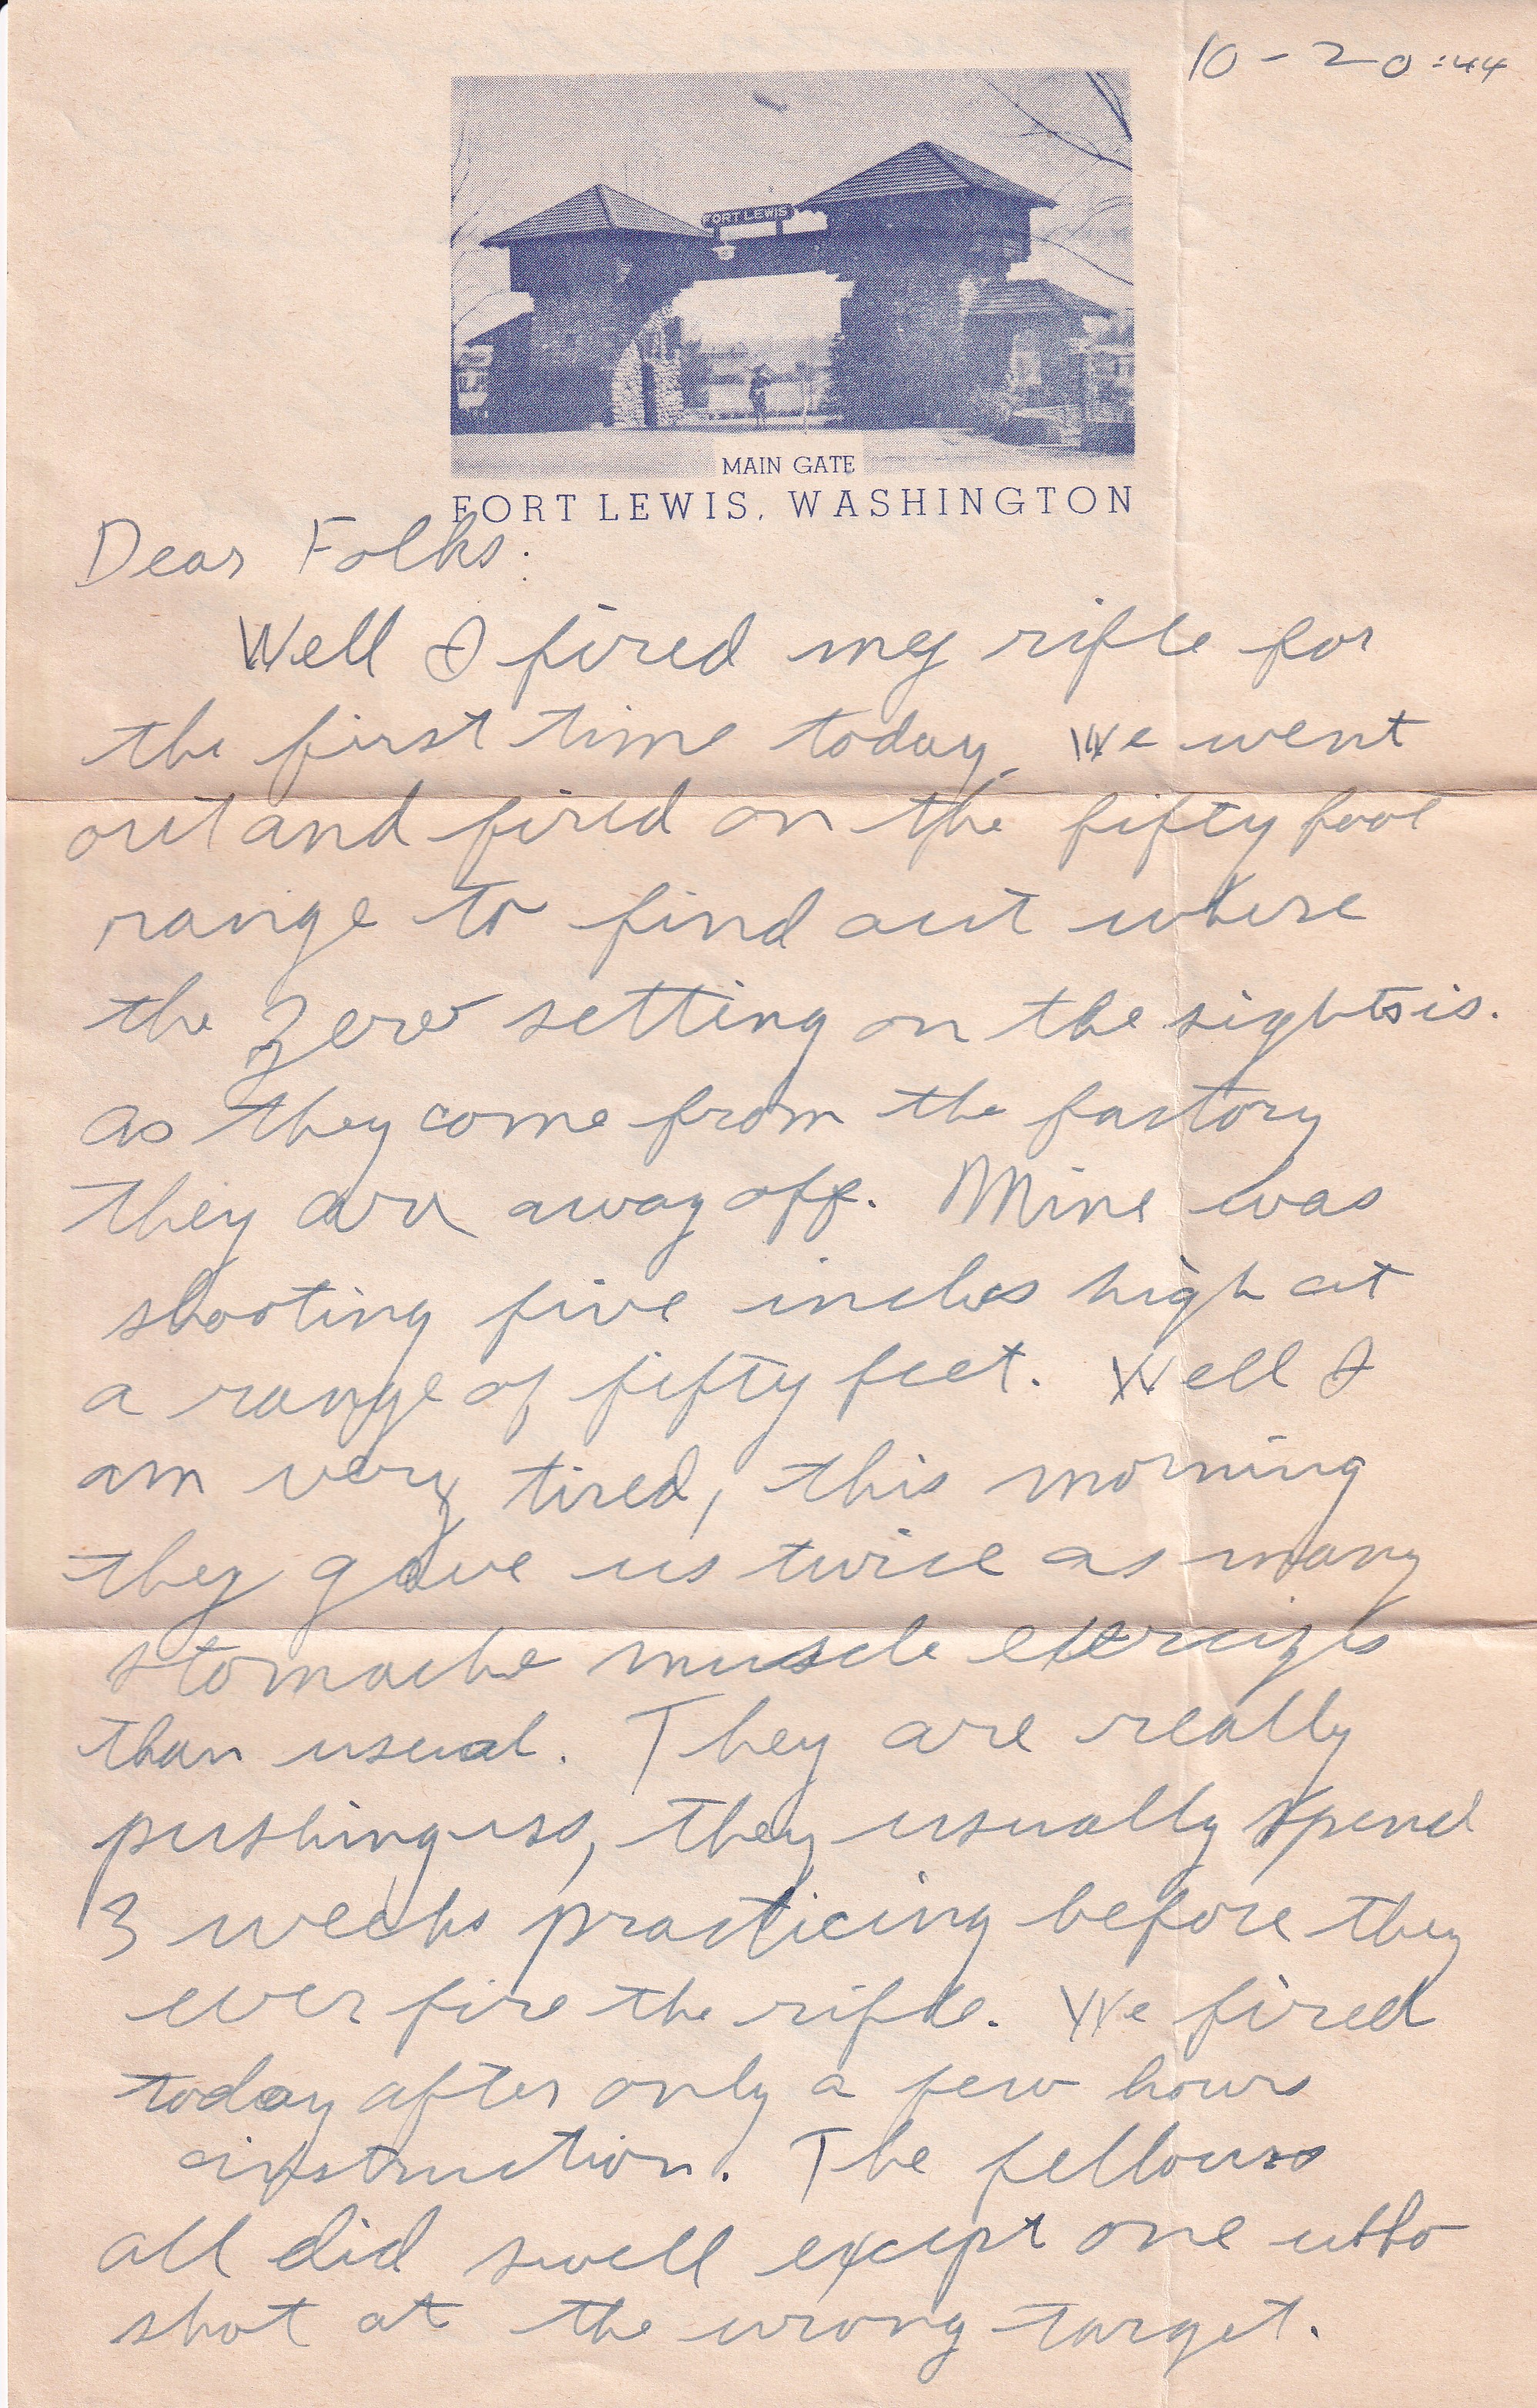 10-20-44
FORT LEWIS
MAIN GATE
FORT LEWIS, WASHINGTON
Dear Folks:
Well I fired my rifle for
the first time today. We went
out and fired on the fifty foot
range to find out where
the zero setting on the sights is.
as they come from the factory
they are away off. Mine was
shooting five inches high at
a range of fifty feet. Well I
am very tired, this morning
they gave us twice as many
stomache muscle exercizes
than usual. They are really
pushing us, they usually spend
3 weeks practicing before they
ever fire the rifle. We fired
today after only a few hours
instruction. The fellows
all did swell except one who
shot at the wrong target.